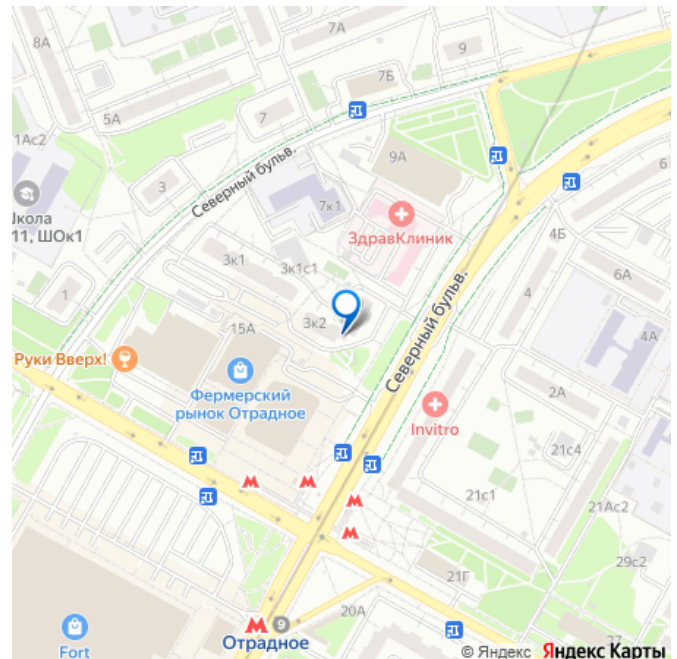 7А
8А
9
7Б
5А
7
1Ас2
9А
6
3
Северный бульв.
7к1
Школа
11, ШОк1
ЗдравКлиник
4Б
3к1
3к1с1
6А
1
4
3к2
15А
4А
Северный бульв.
Руки Вверх!
Фермерский
рынок Отрадное
2А
Invitro
21с4
21с1
21Ас2
29с2
21Г
20А
9
Отрадное
27
Fort
© Яндекс Яндекс Карты